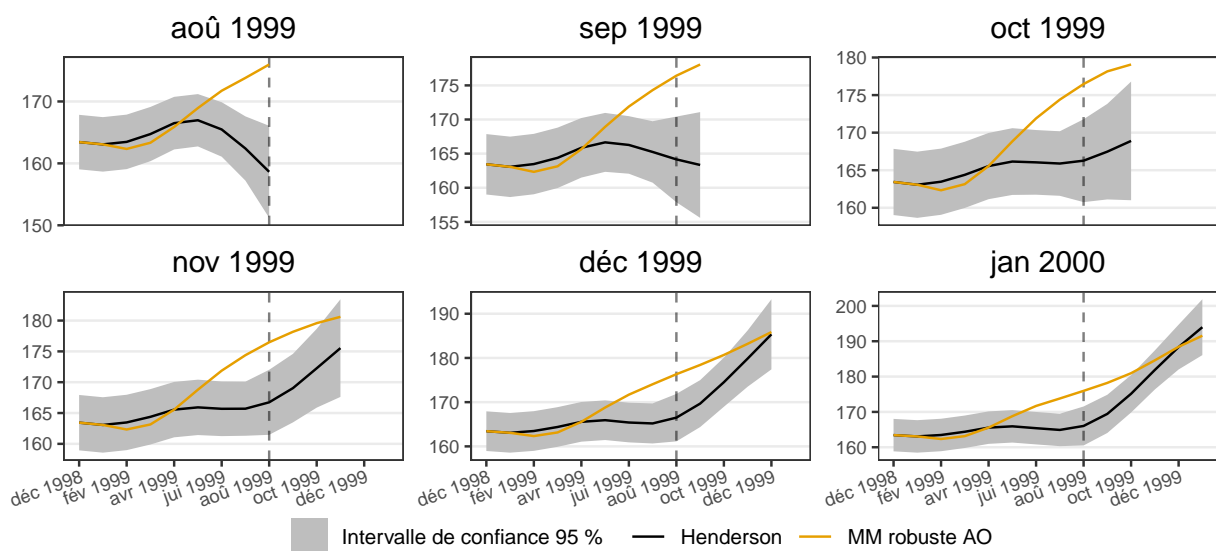 aoû 1999
sep 1999
oct 1999
170
160
150
175
170
165
160
155
180
175
170
165
160
nov 1999
déc 1999
jan 2000
180
175
170
165
160
190
180
170
160
200
190
180
170
160
déc 1998
fév 1999
avr 1999
jul 1999
aoû 1999
oct 1999
déc 1999
déc 1998
fév 1999
avr 1999
jul 1999
aoû 1999
oct 1999
déc 1999
déc 1998
fév 1999
avr 1999
jul 1999
aoû 1999
oct 1999
déc 1999
Intervalle de confiance 95 % Henderson MM robuste AO